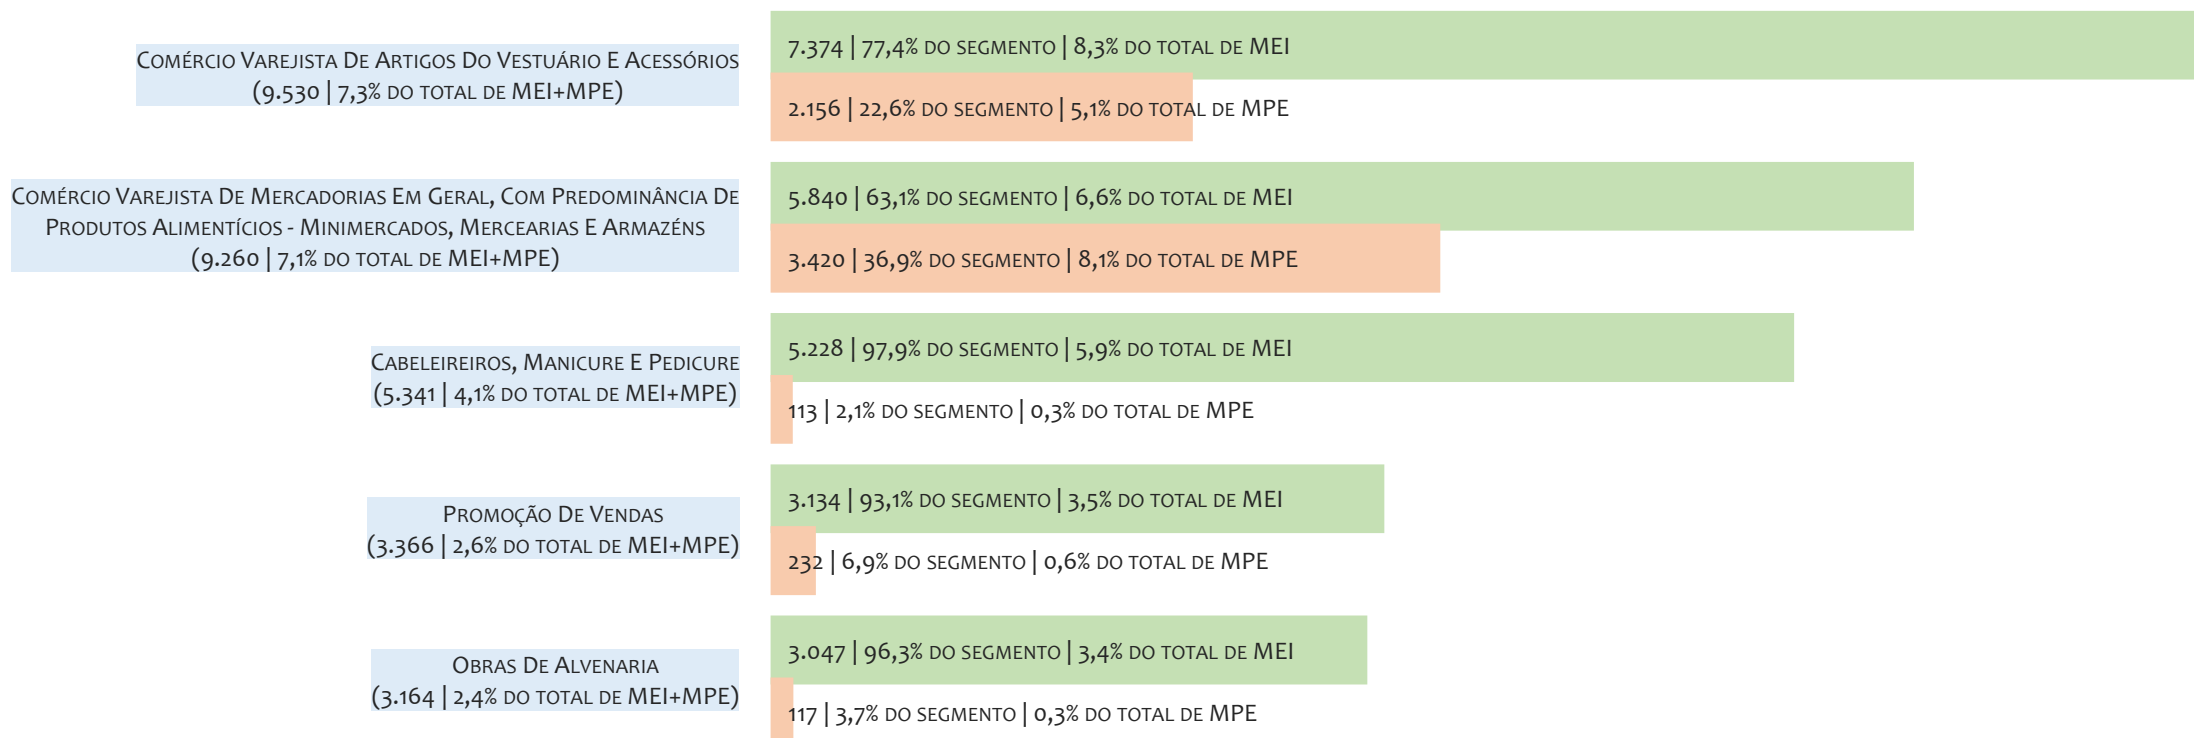 Comércio Varejista De Artigos Do Vestuário E Acessórios
(9.530 | 7,3% do total de MEI+MPE)
7.374 | 77,4% do segmento | 8,3% do total de MEI
2.156 | 22,6% do segmento | 5,1% do total de MPE
Comércio Varejista De Mercadorias Em Geral, Com Predominância De
Produtos Alimentícios - Minimercados, Mercearias E Armazéns
(9.260 | 7,1% do total de MEI+MPE)
5.840 | 63,1% do segmento | 6,6% do total de MEI
3.420 | 36,9% do segmento | 8,1% do total de MPE
Cabeleireiros, Manicure E Pedicure
(5.341 | 4,1% do total de MEI+MPE)
5.228 | 97,9% do segmento | 5,9% do total de MEI
113 | 2,1% do segmento | 0,3% do total de MPE
Promoção De Vendas
(3.366 | 2,6% do total de MEI+MPE)
3.134 | 93,1% do segmento | 3,5% do total de MEI
232 | 6,9% do segmento | 0,6% do total de MPE
Obras De Alvenaria
(3.164 | 2,4% do total de MEI+MPE)
3.047 | 96,3% do segmento | 3,4% do total de MEI
117 | 3,7% do segmento | 0,3% do total de MPE